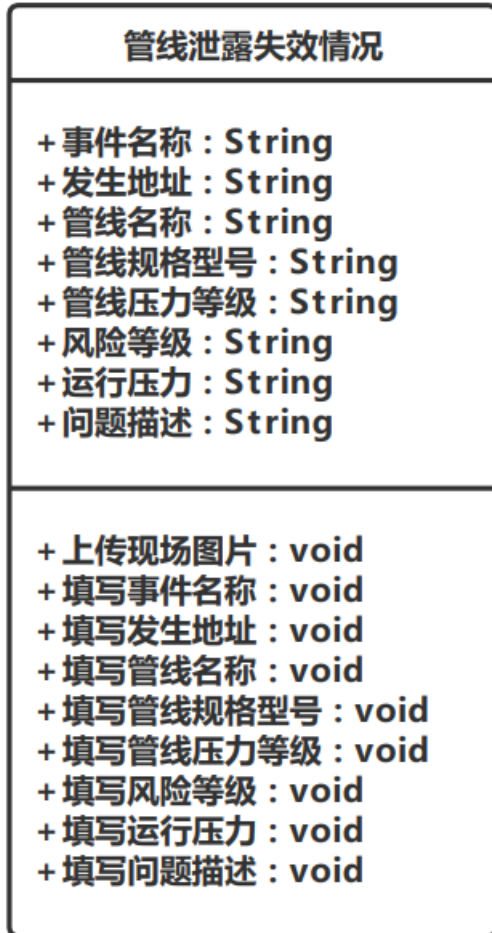 管线泄露失效情况
+事件名称：String
+发生地址：String
+管线名称：String
+管线规格型号：String
+管线压力等级：String
+风险等级：String
+运行压力：String
+问题描述：String
+上传现场图片：void
+填写事件名称：void
+填写发生地址：void
+填写管线名称：void
+填写管线规格型号：void
+填写管线压力等级：void
+填写风险等级：void
+填写运行压力：void
+填写问题描述：void